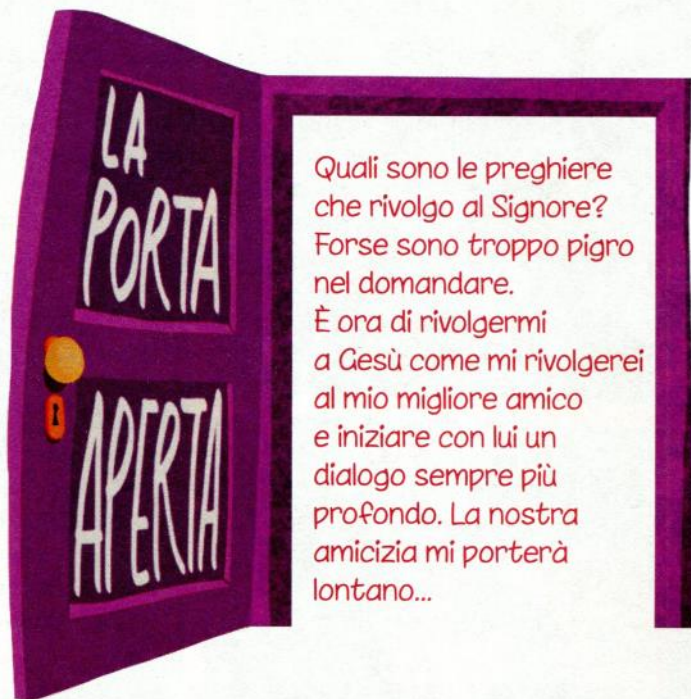 LA
PORTA
APERTA
Quali sono le preghiere
che rivolgo al Signore?
Forse sono troppo pigro
nel domandare.
È ora di rivolgermi
a Gesù come mi rivolgerei
al mio migliore amico
e iniziare con lui un
dialogo sempre più
profondo. La nostra
amicizia mi porterà
lontano...